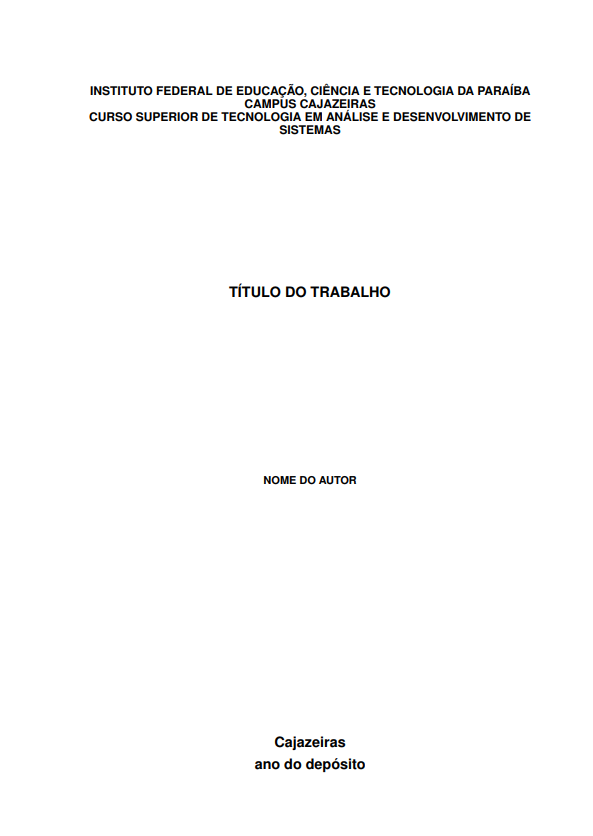 INSTITUTO FEDERAL DE EDUCAÇÃO, CIÊNCIA E TECNOLOGIA DA PARAÍBA
CAMPUS CAJAZEIRAS
CURSO SUPERIOR DE TECNOLOGIA EM ANÁLISE E DESENVOLVIMENTO DE
SISTEMAS
TÍTULO DO TRABALHO
NOME DO AUTOR
Cajazeiras
ano do depósito